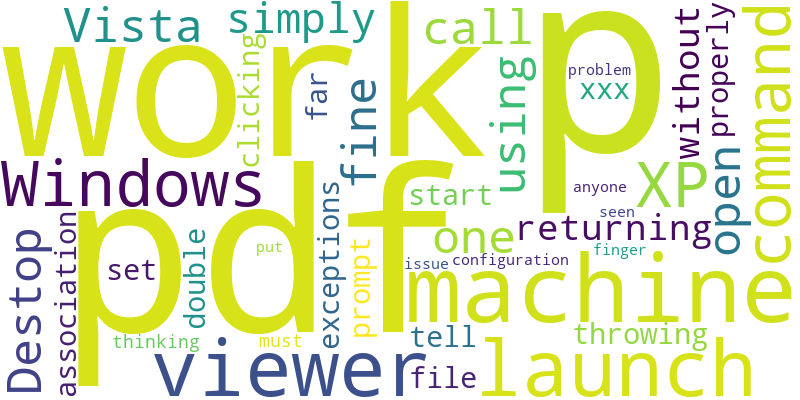 work
p
pdf
Windows
viewer
machine
launch
command
Vista
simply
call
clicking
far
fine
using
problem
xxx
without
properly
XP
open
start
anyone
seen
one
returning
Destop
association
set
double
put
exceptions
prompt
issue
configuration
finger
thinking
must
tell
file
throwing